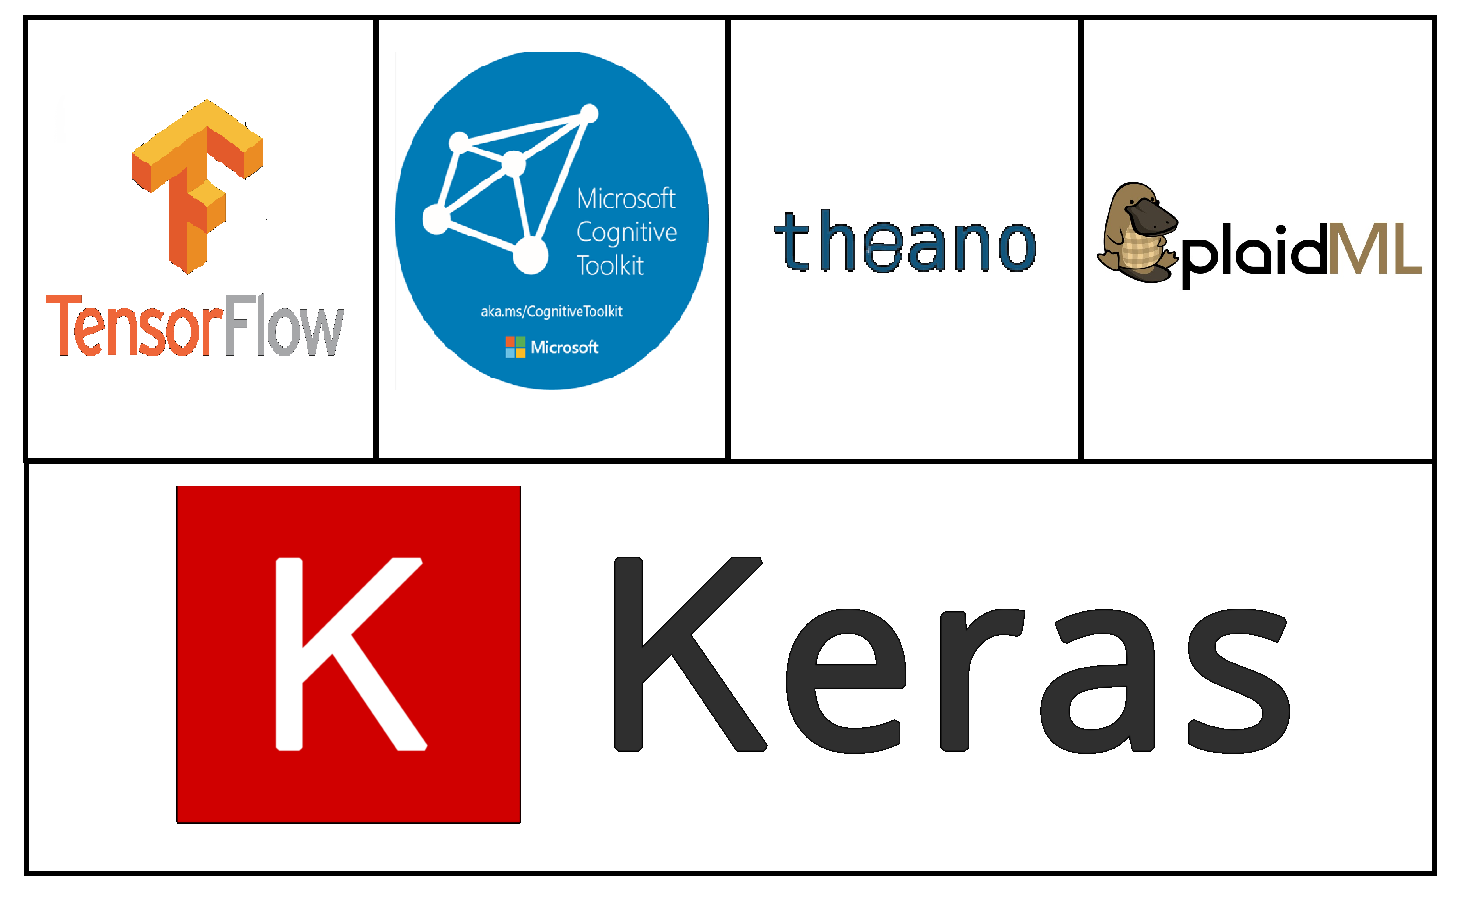 TensorFlow
Microsoft
Cognitive
Toolkit
aka.ms/CognitiveToolkit
Microsoft
theano
plaidML
K Keras